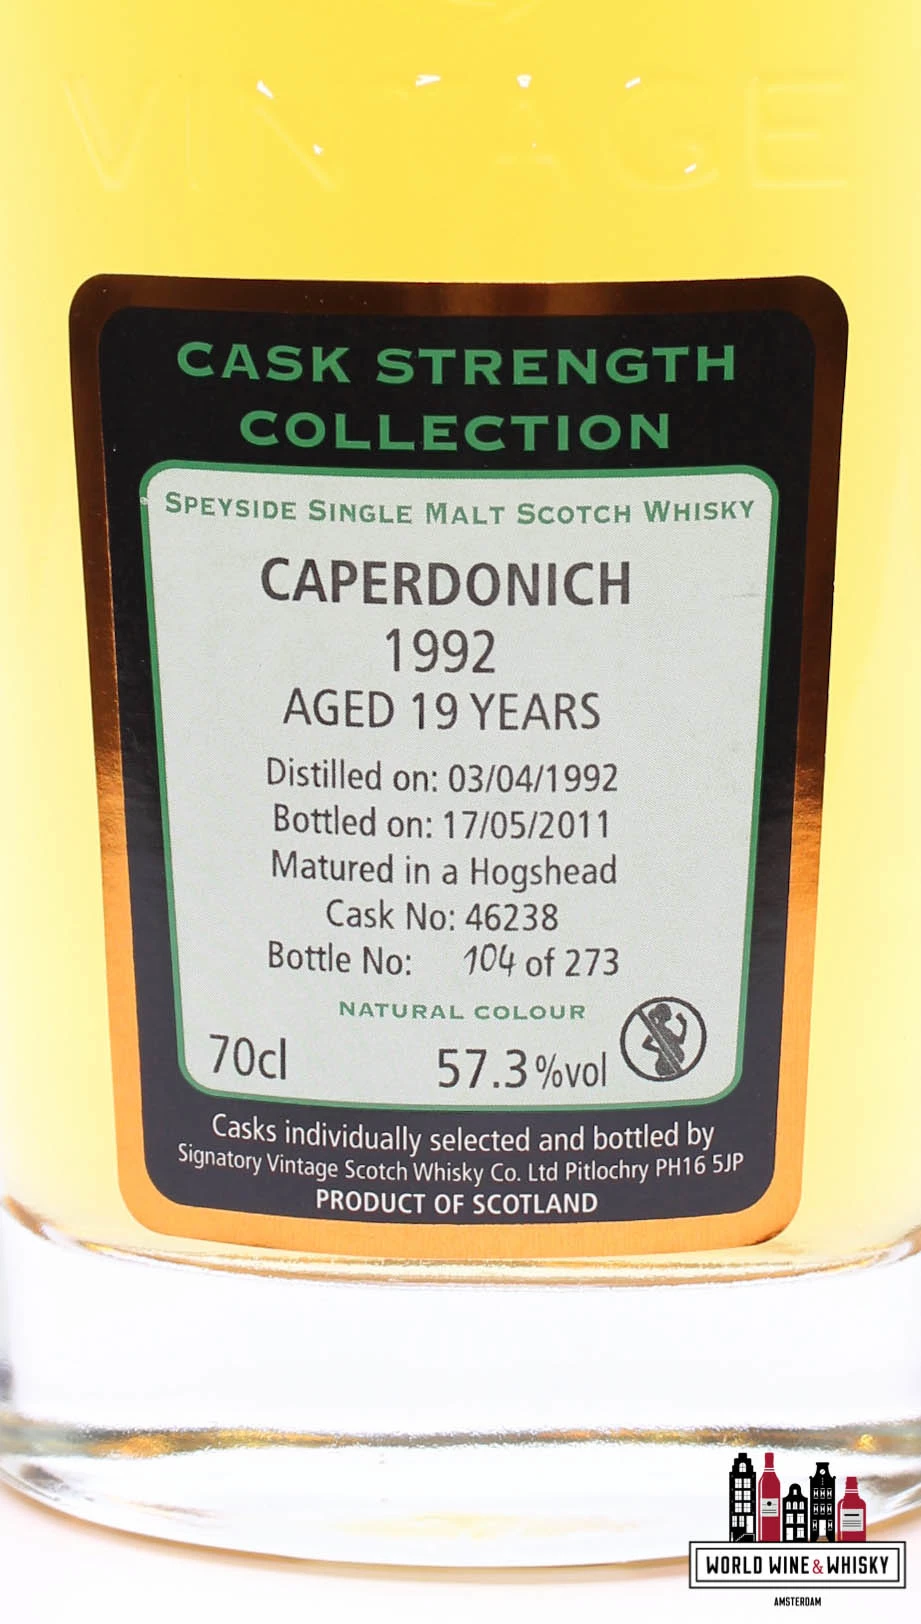 VINTAGE
CASK STRENGTH
COLLECTION
SPEYSIDE SINGLE MALT SCOTCH WHISKY
CAPERDONICH
1992
AGED 19 YEARS
Distilled on: 03/04/1992
Bottled on: 17/05/2011
Matured in a Hogshead
Cask No: 46238
Bottle No: 104 of 273
NATURAL COLOUR
70cl 57.3%vol
Casks individually selected and bottled by
Signatory Vintage Scotch Whisky Co. Ltd Pitlochry PH16 5JP
PRODUCT OF SCOTLAND
WORLD WINE & WHISKY
AMSTERDAM